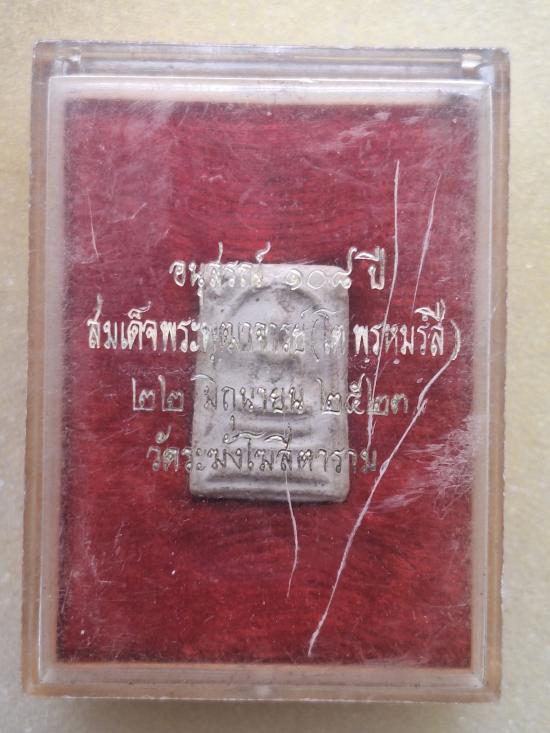 อนุสรณ์ ๑๐๘ ปี
สมเด็จพระพุฒาจารย์ (โต พฺรหฺมรํสี)
๒๒ มิถุนายน ๒๕๒๓
วัดระฆังโฆสิตาราม